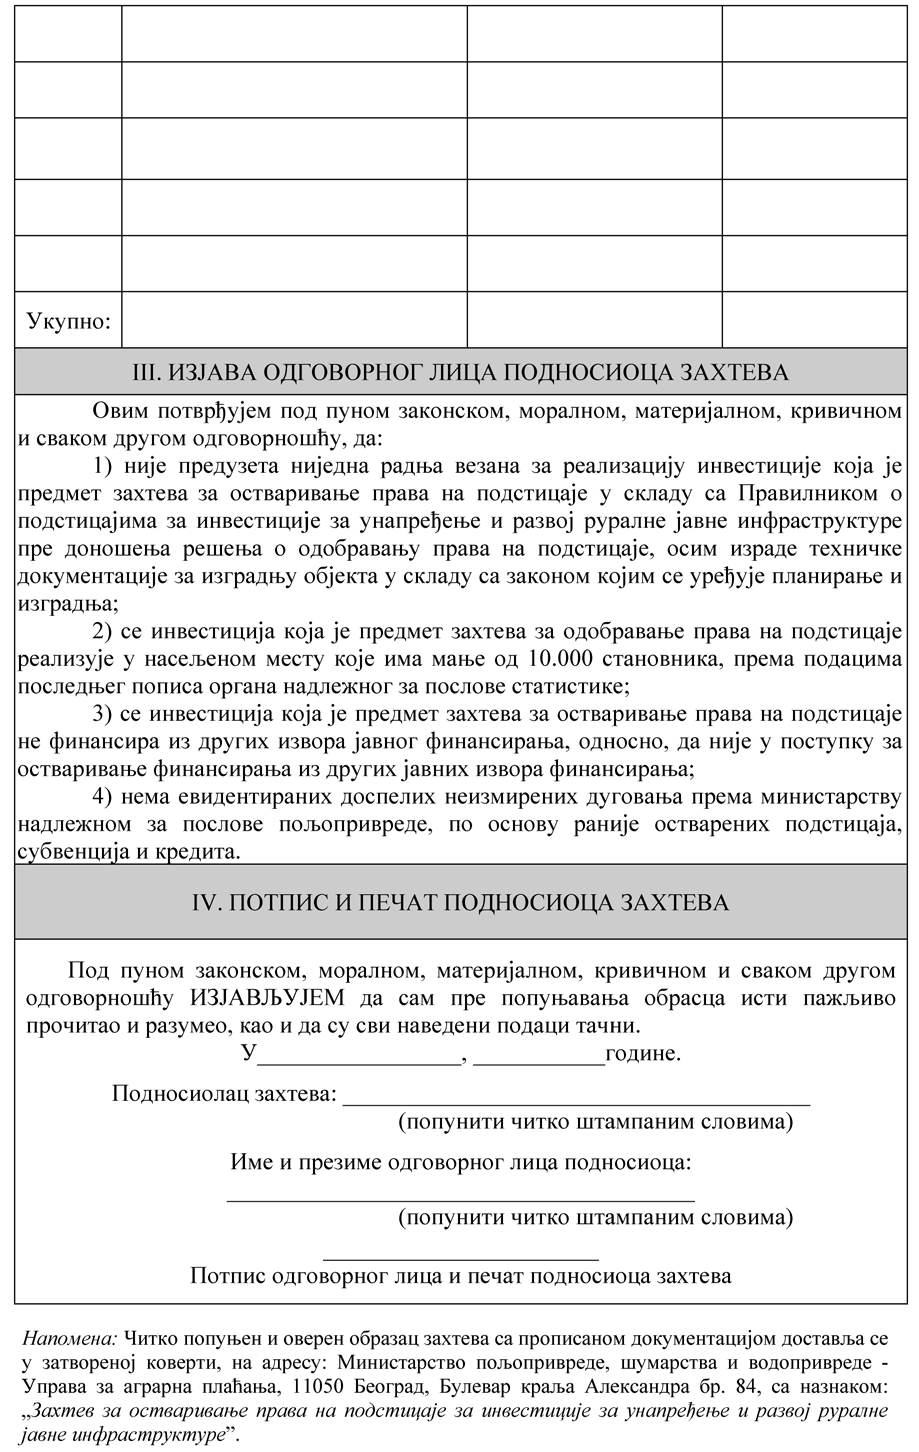 Укупно:
III. ИЗЈАВА ОДГОВОРНОГ ЛИЦА ПОДНОСИОЦА ЗАХТЕВА
Овим потврђујем под пуном законском, моралном, материјалном, кривичном
и сваком другом одговорношћу, да:
1) није предузета ниједна радња везана за реализацију инвестиције која је
предмет захтева за остваривање права на подстицаје у складу са Правилником о
подстицајима за инвестиције за унапређење и развој руралне јавне инфраструктуре
пре доношења решења о одобравању права на подстицаје, осим израде техничке
документације за изградњу објекта у складу са законом којим се уређује планирање и
изградња;
2) се инвестиција која је предмет захтева за одобравање права на подстицаје
реализује у насељеном месту које има мање од 10.000 становника, према подацима
последњег пописа органа надлежног за послове статистике;
3) се инвестиција која је предмет захтева за остваривање права на подстицаје
не финансира из других извора јавног финансирања, односно, да није у поступку за
остваривање финансирања из других јавних извора финансирања;
4) нема евидентираних доспелих неизмирених дуговања према министарству
надлежном за послове пољопривреде, по основу раније остварених подстицаја,
субвенција и кредита.
IV. ПОТПИС И ПЕЧАТ ПОДНОСИОЦА ЗАХТЕВА
Под пуном законском, моралном, материјалном, кривичном и сваком другом
одговорношћу ИЗЈАВЉУЈЕМ да сам пре попуњавања обрасца исти пажљиво
прочитао и разумео, као и да су сви наведени подаци тачни.
У_________________, ___________године.
Подносиолац захтева: _______________________________________
(попунити читко штампаним словима)
Име и презиме одговорног лица подносиоца:
_______________________________________
(попунити читко штампаним словима)
_______________________
Потпис одговорног лица и печат подносиоца захтева
Напомена: Читко попуњен и оверен образац захтева са прописаном документацијом доставља се
у затвореној коверти, на адресу: Министарство пољопривреде, шумарства и водопривреде -
Управа за аграрна плаћања, 11050 Београд, Булевар краља Александра бр. 84, са назнаком:
„Захтев за остваривање права на подстицаје за инвестиције за унапређење и развој руралне
јавне инфраструктуре”.